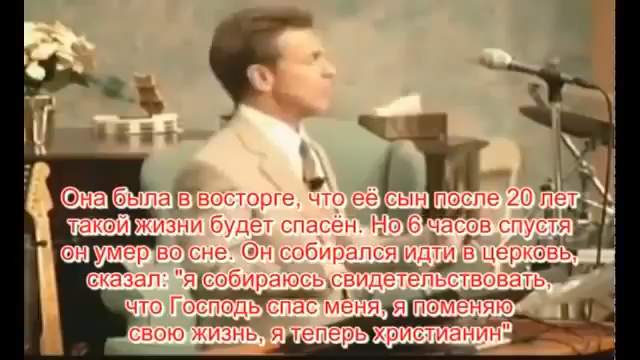 Она была в восторге, что её сын после 20 лет
такой жизни будет спасён. Но 6 часов спустя
он умер во сне. Он собирался идти в церковь,
сказал: "я собираюсь свидетельствовать,
что Господь спас меня, я поменяю
свою жизнь, я теперь христианин"